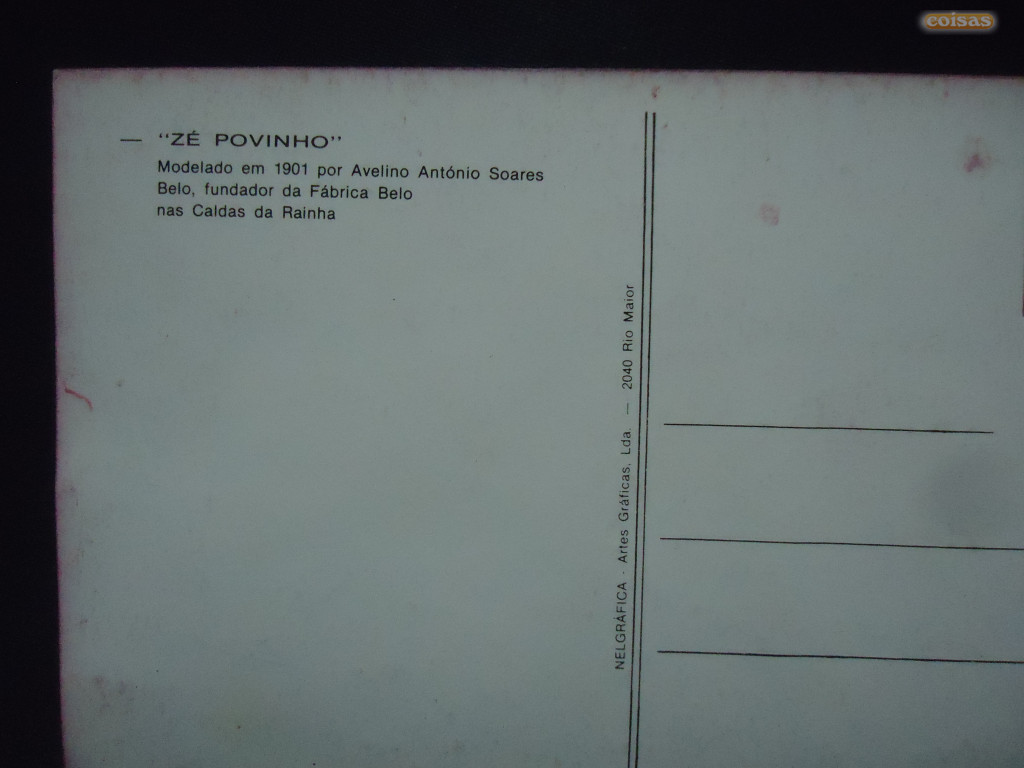 coisas
— “ZÉ POVINHO”
Modelado em 1901 por Avelino António Soares
Belo, fundador da Fábrica Belo
nas Caldas da Rainha
NELGRÁFICA - Artes Gráficas, Lda. — 2040 Rio Maior